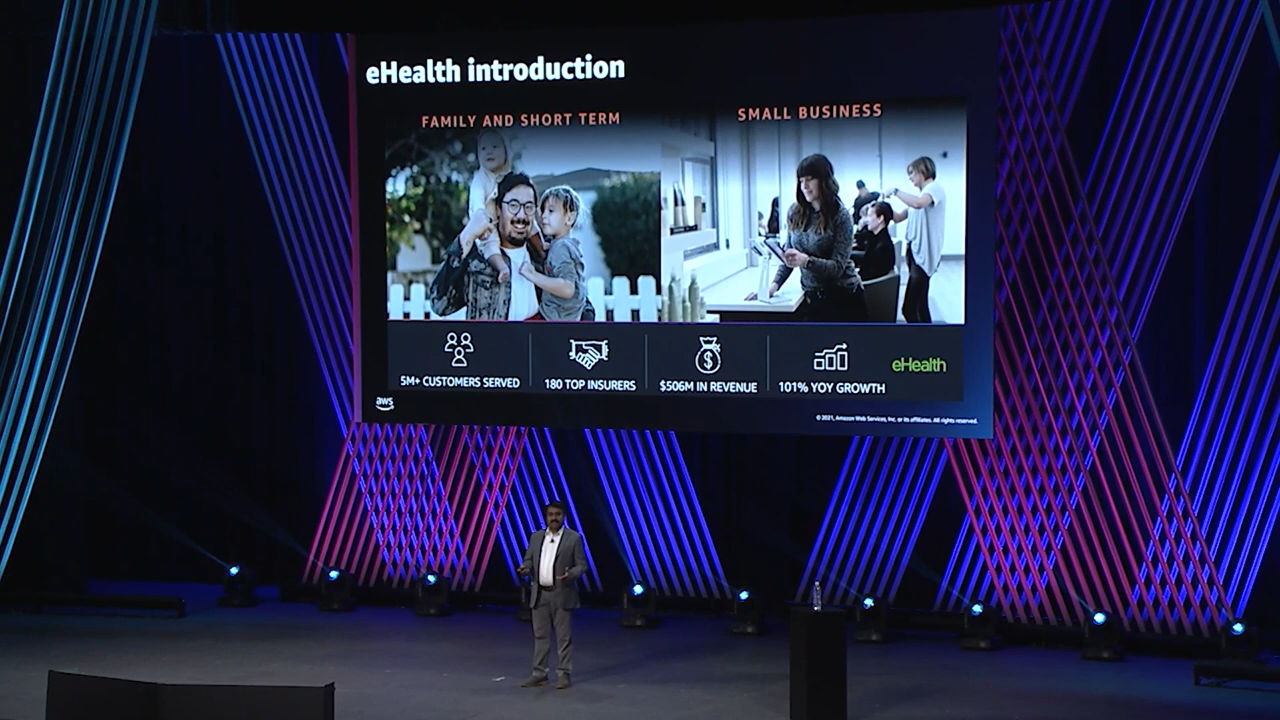 eHealth introduction
FAMILY AND SHORT TERM
SMALL BUSINESS
5M+ CUSTOMERS SERVED
180 TOP INSURERS
$506M IN REVENUE
101% YOY GROWTH
eHealth
aws
© 2021, Amazon Web Services, Inc. or its affiliates. All rights reserved.